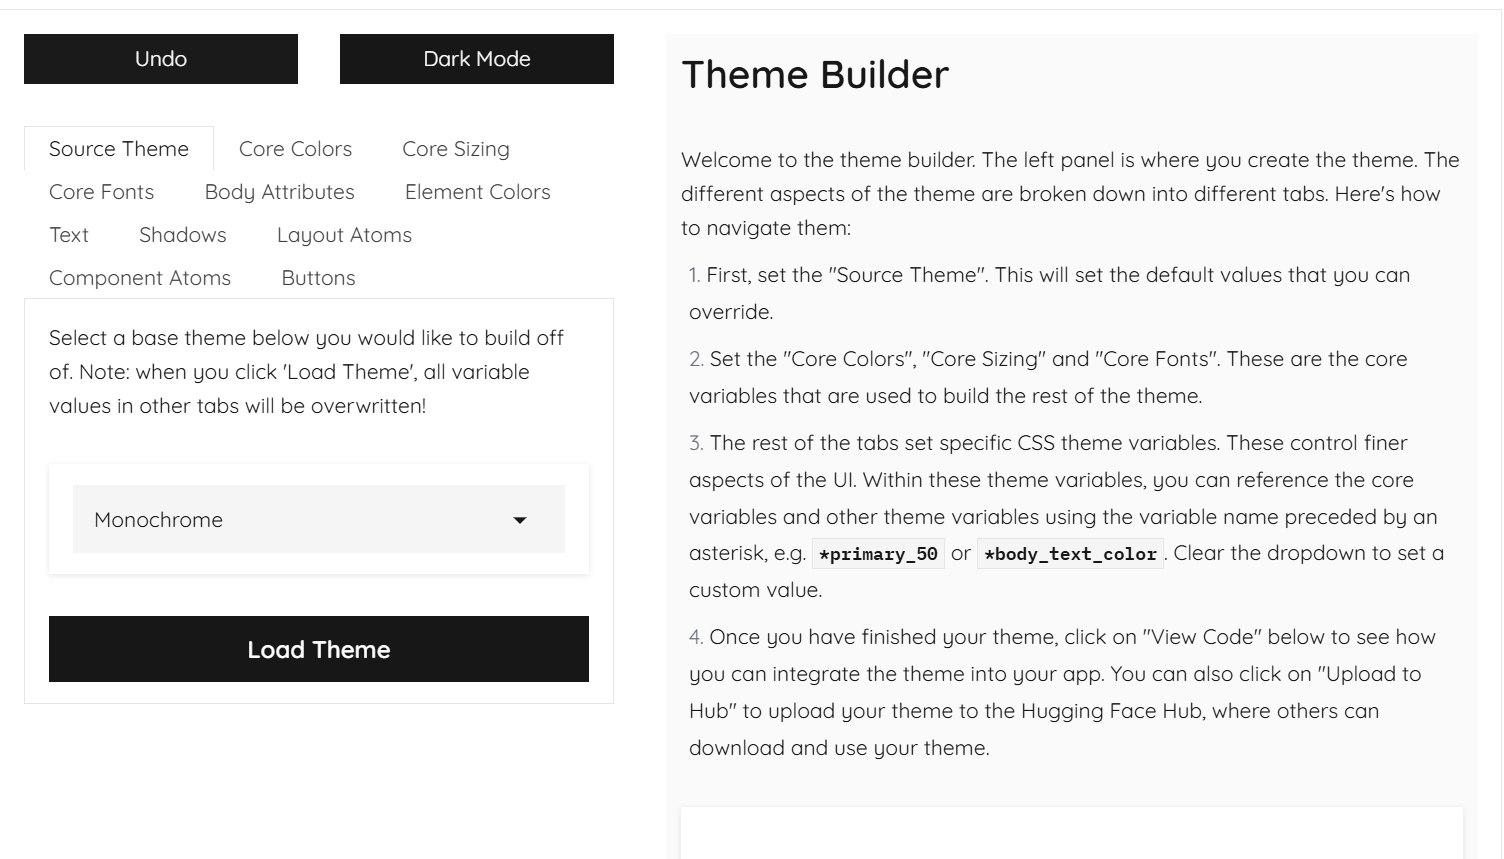 Undo
Dark Mode
Source Theme
Core Colors
Core Sizing
Core Fonts
Body Attributes
Element Colors
Text
Shadows
Layout Atoms
Component Atoms
Buttons
Select a base theme below you would like to build off
of. Note: when you click 'Load Theme', all variable
values in other tabs will be overwritten!
Monochrome
Load Theme
Theme Builder
Welcome to the theme builder. The left panel is where you create the theme. The
different aspects of the theme are broken down into different tabs. Here's how
to navigate them:
1. First, set the "Source Theme". This will set the default values that you can
override.
2. Set the "Core Colors", "Core Sizing" and "Core Fonts". These are the core
variables that are used to build the rest of the theme.
3. The rest of the tabs set specific CSS theme variables. These control finer
aspects of the UI. Within these theme variables, you can reference the core
variables and other theme variables using the variable name preceded by an
asterisk, e.g. *primary_50 or *body_text_color. Clear the dropdown to set a
custom value.
4. Once you have finished your theme, click on "View Code" below to see how
you can integrate the theme into your app. You can also click on "Upload to
Hub" to upload your theme to the Hugging Face Hub, where others can
download and use your theme.